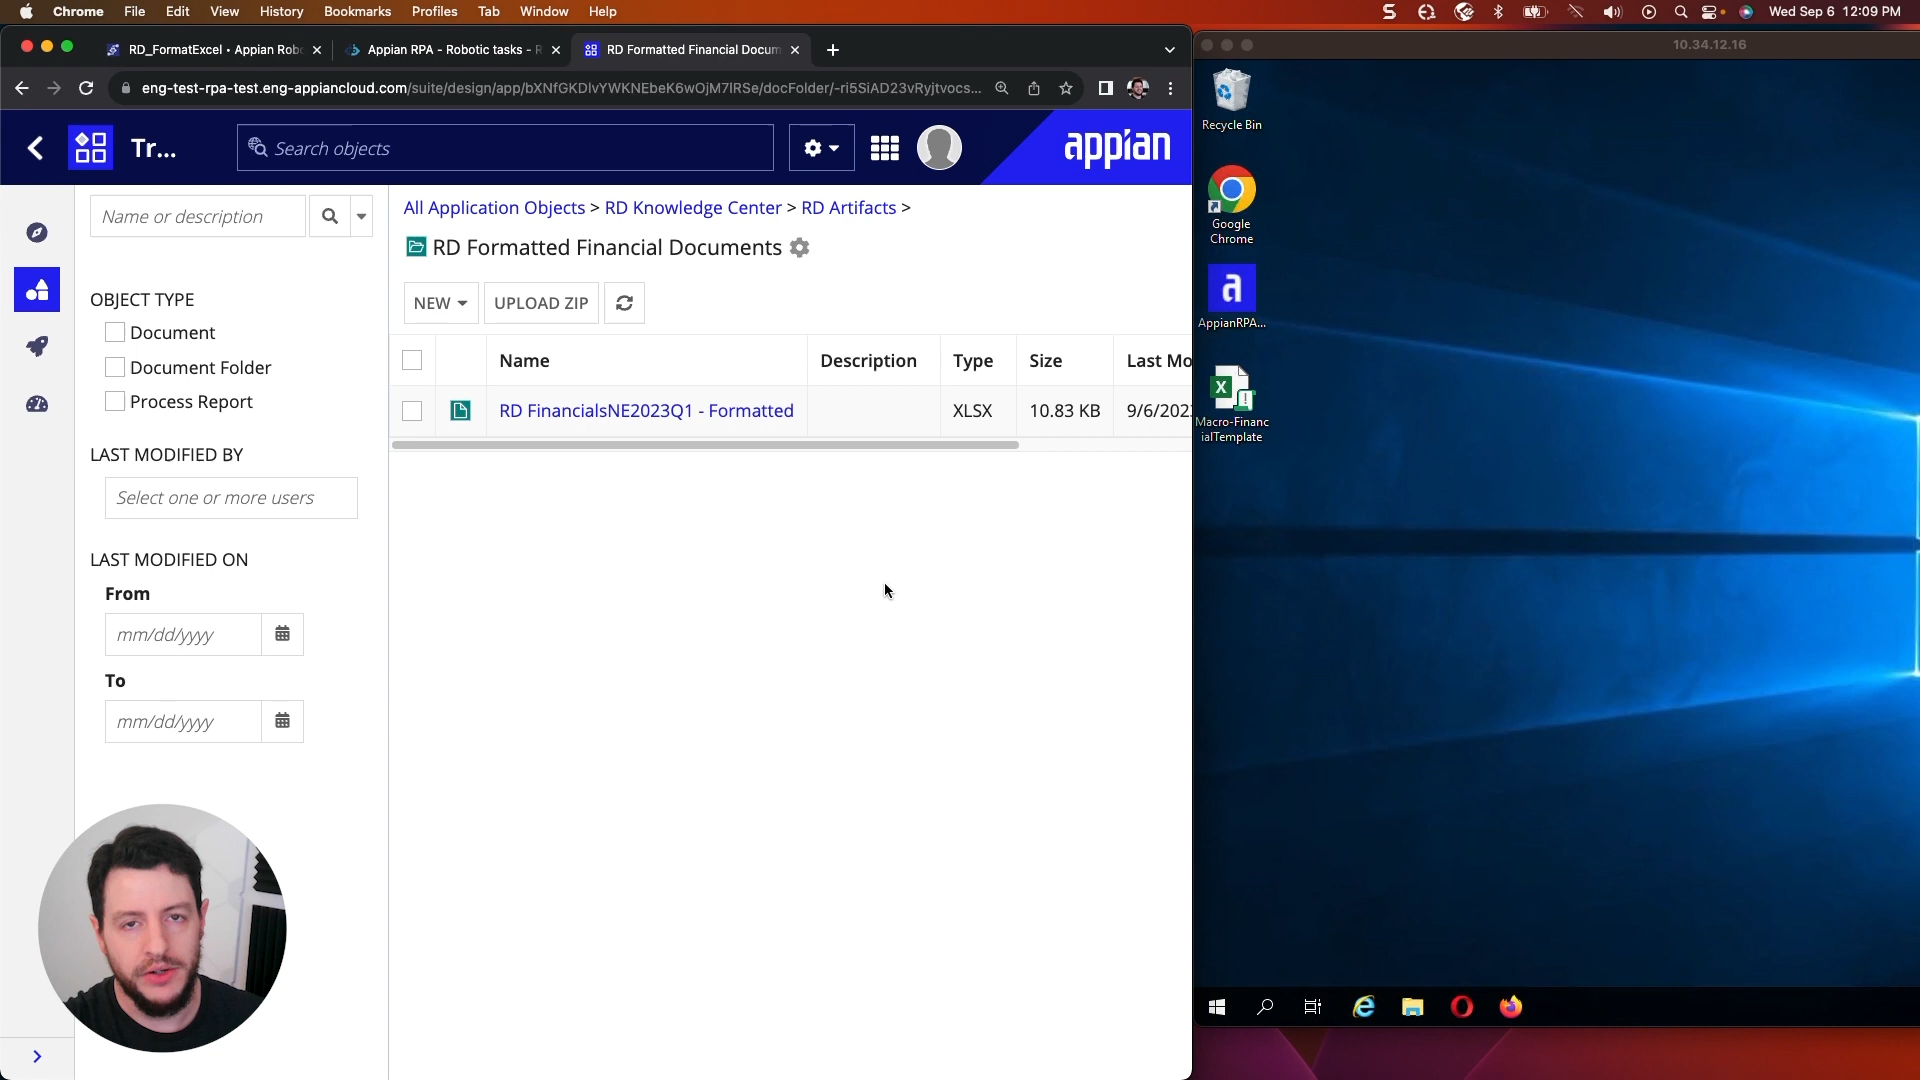 Chrome File Edit View History Bookmarks Profiles Tab Window Help
Wed Sep 6 12:09 PM
RD_FormatExcel • Appian Rob
Appian RPA - Robotic tasks - R
RD Formatted Financial Docum
10.34.12.16
eng-test-rpa-test.eng-appiancloud.com/suite/design/app/bXNfGKDlvYWKNEbeK6wOjM7lRSe/docFolder/-ri5SiAD23vRyjtvocs...
Tr...
Search objects
appian
Name or description
OBJECT TYPE
Document
Document Folder
Process Report
LAST MODIFIED BY
Select one or more users
LAST MODIFIED ON
From
mm/dd/yyyy
To
mm/dd/yyyy
All Application Objects > RD Knowledge Center > RD Artifacts >
RD Formatted Financial Documents
NEW
UPLOAD ZIP
Name Description Type Size Last Mo
RD FinancialsNE2023Q1 - Formatted XLSX 10.83 KB 9/6/202
Recycle Bin
Google
Chrome
a
AppianRPA...
X
Macro-Financ
ialTemplate